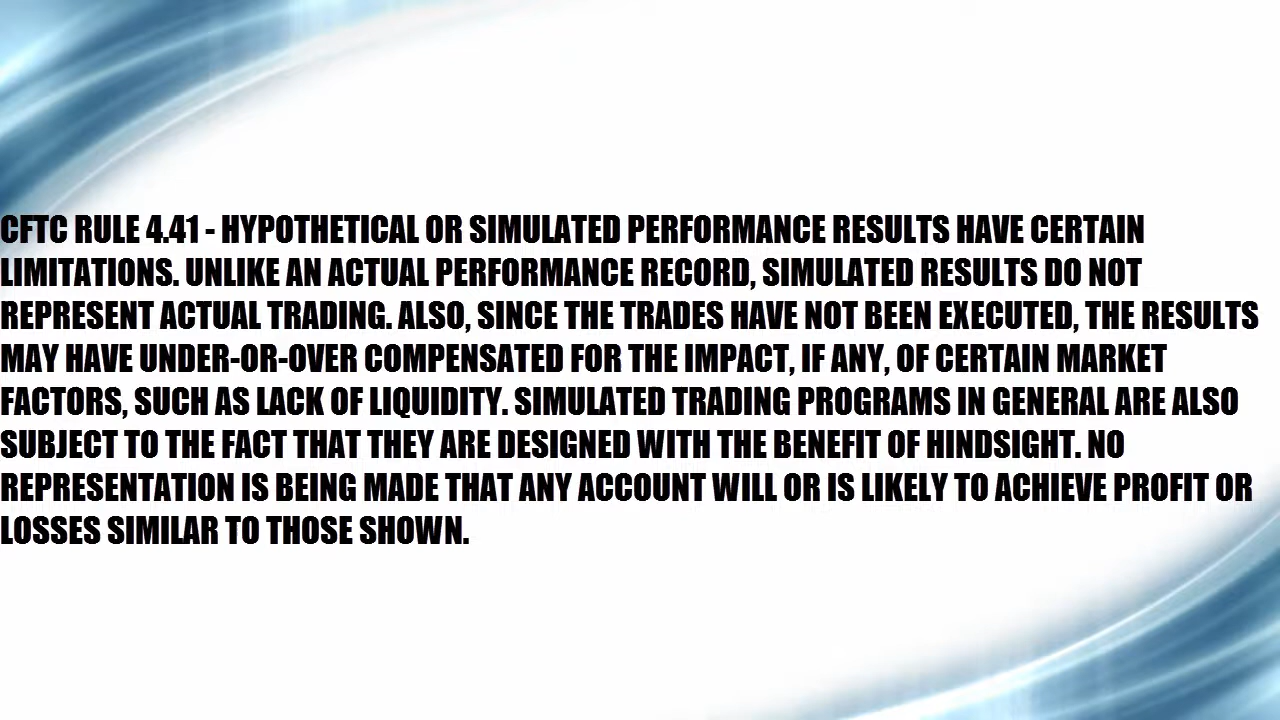 CFTC RULE 4.41 - HYPOTHETICAL OR SIMULATED PERFORMANCE RESULTS HAVE CERTAIN
LIMITATIONS. UNLIKE AN ACTUAL PERFORMANCE RECORD, SIMULATED RESULTS DO NOT
REPRESENT ACTUAL TRADING. ALSO, SINCE THE TRADES HAVE NOT BEEN EXECUTED, THE RESULTS
MAY HAVE UNDER-OR-OVER COMPENSATED FOR THE IMPACT, IF ANY, OF CERTAIN MARKET
FACTORS, SUCH AS LACK OF LIQUIDITY. SIMULATED TRADING PROGRAMS IN GENERAL ARE ALSO
SUBJECT TO THE FACT THAT THEY ARE DESIGNED WITH THE BENEFIT OF HINDSIGHT. NO
REPRESENTATION IS BEING MADE THAT ANY ACCOUNT WILL OR IS LIKELY TO ACHIEVE PROFIT OR
LOSSES SIMILAR TO THOSE SHOWN.